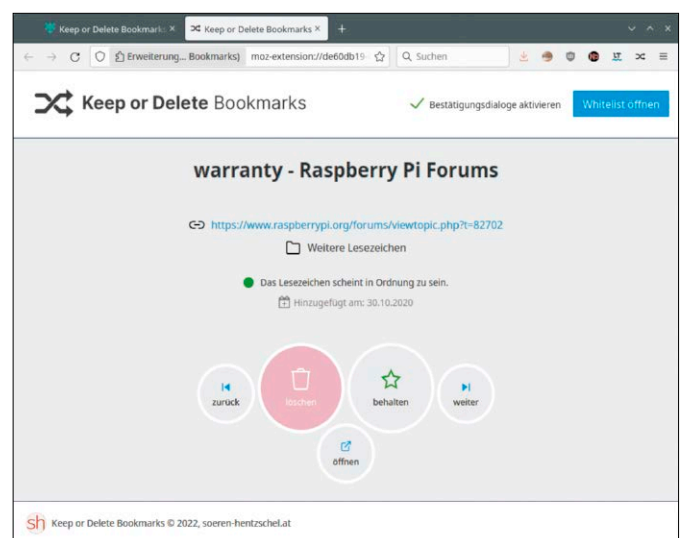 Keep or Delete Bookmarks
Keep or Delete Bookmarks
Erweiterung... Bookmarks) moz-extension://de60db19 Suchen
Keep or Delete Bookmarks
Bestätigungsdialoge aktivieren
Whitelist öffnen
warranty - Raspberry Pi Forums
https://www.raspberrypi.org/forums/viewtopic.php?t=82702
Weitere Lesezeichen
Das Lesezeichen scheint in Ordnung zu sein.
Hinzugefügt am: 30.10.2020
zurück löschen behalten weiter
öffnen
sh Keep or Delete Bookmarks © 2022, soeren-hentzschel.at